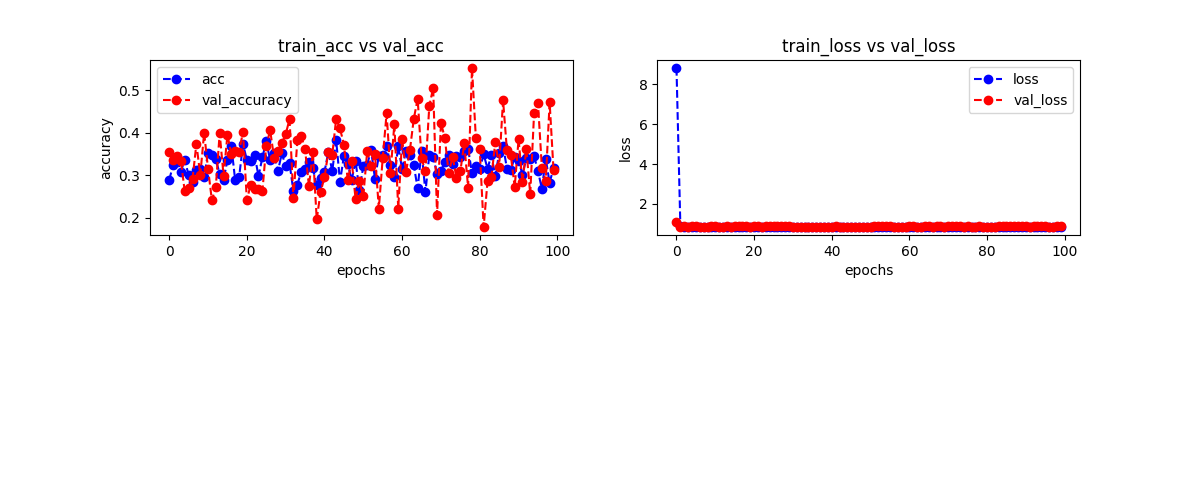 train_acc vs val_acc
acc
val_accuracy
accuracy
0.5
0.4
0.3
0.2
0 20 40 60 80 100
epochs
train_loss vs val_loss
loss
val_loss
loss
8
6
4
2
0 20 40 60 80 100
epochs